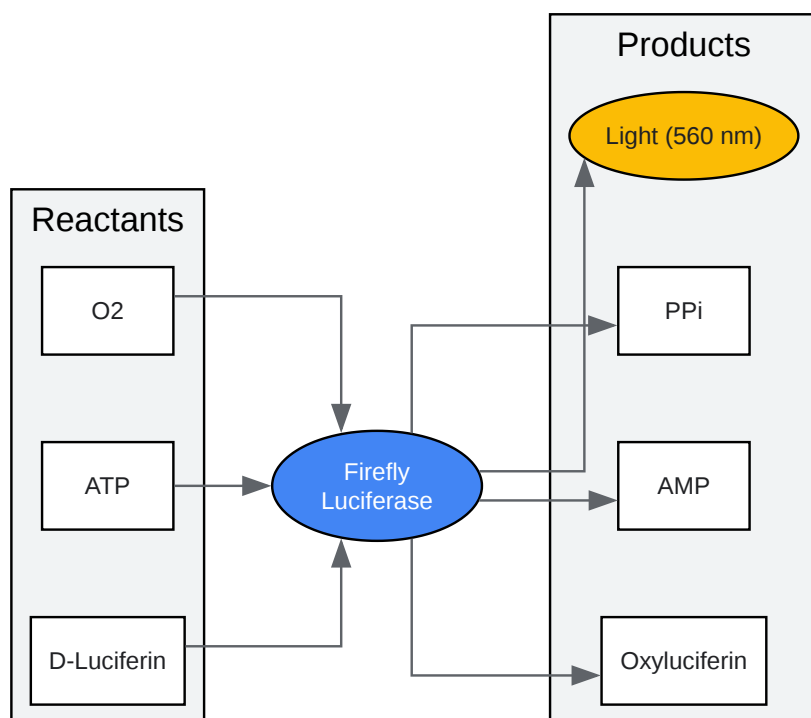 Products
Light (560 nm)
Reactants
O2
PPi
ATP
Firefly
Luciferase
AMP
D-Luciferin
Oxyluciferin